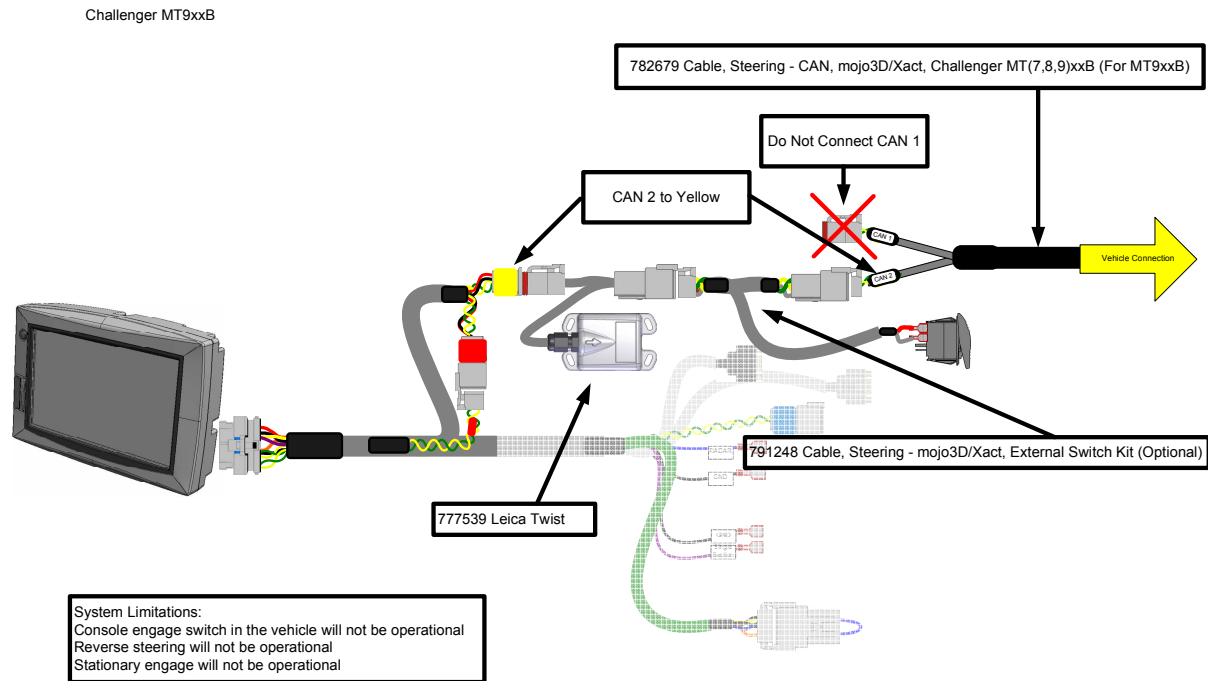 Challenger MT9xxB
782679 Cable, Steering - CAN, mojo3D/Xact, Challenger MT(7,8,9)xxB (For MT9xxB)
Do Not Connect CAN 1
CAN 2 to Yellow
CAN 1
CAN 2
Vehicle Connection
791248 Cable, Steering - mojo3D/Xact, External Switch Kit (Optional)
GND
777539 Leica Twist
System Limitations:
Console engage switch in the vehicle will not be operational
Reverse steering will not be operational
Stationary engage will not be operational